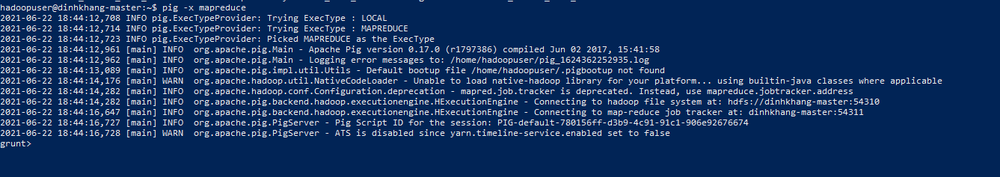 hadoopuser@dinhkhang-master:~$ pig -x mapreduce
2021-06-22 18:44:12,708 INFO pig.ExecTypeProvider: Trying ExecType : LOCAL
2021-06-22 18:44:12,714 INFO pig.ExecTypeProvider: Trying ExecType : MAPREDUCE
2021-06-22 18:44:12,723 INFO pig.ExecTypeProvider: Picked MAPREDUCE as the ExecType
2021-06-22 18:44:12,961 [main] INFO  org.apache.pig.Main - Apache Pig version 0.17.0 (r1797386) compiled Jun 02 2017, 15:41:58
2021-06-22 18:44:12,962 [main] INFO  org.apache.pig.Main - Logging error messages to: /home/hadoopuser/pig_1624362252935.log
2021-06-22 18:44:13,089 [main] INFO  org.apache.pig.impl.util.Utils - Default bootup file /home/hadoopuser/.pigbootup not found
2021-06-22 18:44:14,176 [main] WARN  org.apache.hadoop.util.NativeCodeLoader - Unable to load native-hadoop library for your platform... using builtin-java classes where applicable
2021-06-22 18:44:14,282 [main] INFO  org.apache.hadoop.conf.Configuration.deprecation - mapred.job.tracker is deprecated. Instead, use mapreduce.jobtracker.address
2021-06-22 18:44:14,282 [main] INFO  org.apache.pig.backend.hadoop.executionengine.HExecutionEngine - Connecting to hadoop file system at: hdfs://dinhkhang-master:54310
2021-06-22 18:44:16,647 [main] INFO  org.apache.pig.backend.hadoop.executionengine.HExecutionEngine - Connecting to map-reduce job tracker at: dinhkhang-master:54311
2021-06-22 18:44:16,727 [main] INFO  org.apache.pig.PigServer - Pig Script ID for the session: PIG-default-780156ff-d3b9-4c91-91c1-906e92676674
2021-06-22 18:44:16,728 [main] WARN  org.apache.pig.PigServer - ATS is disabled since yarn.timeline-service.enabled set to false
grunt>